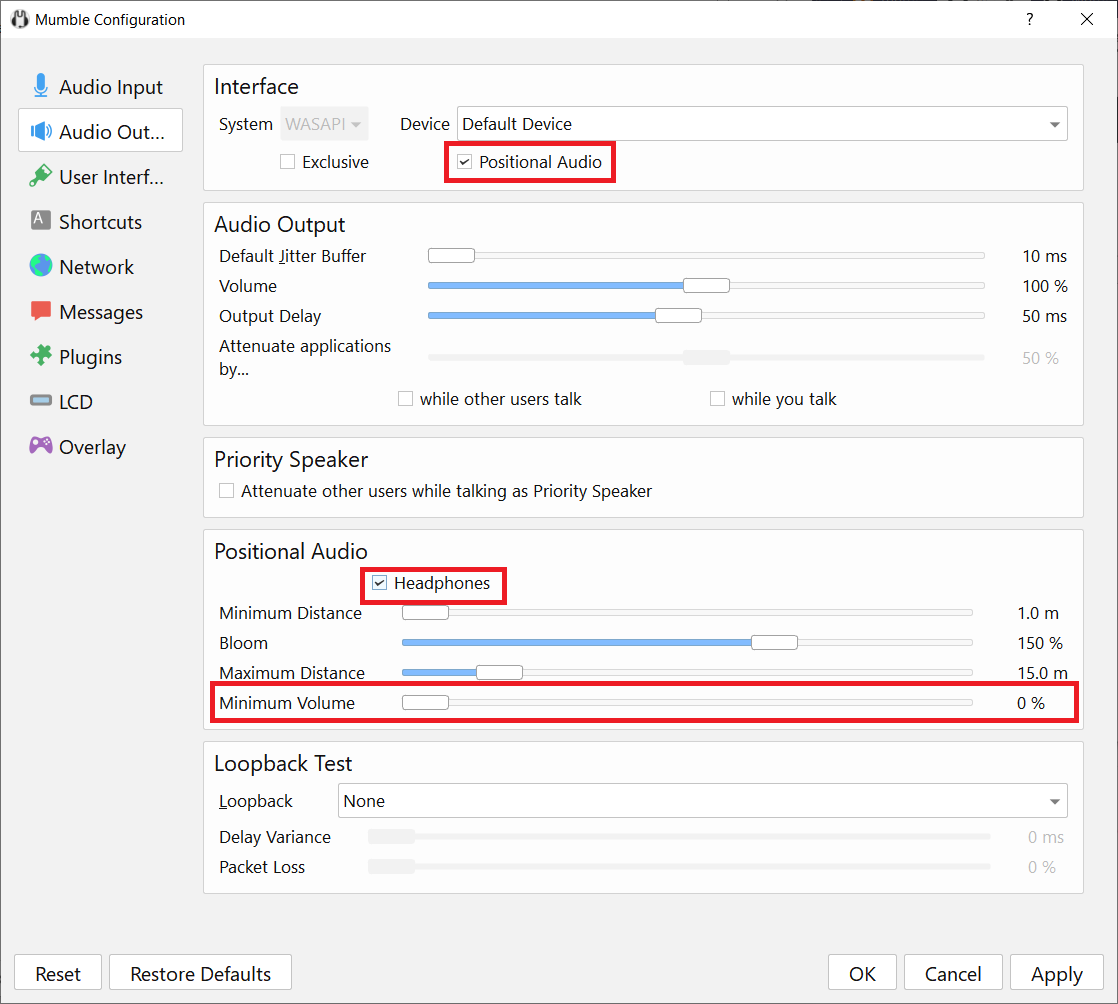 Mumble Configuration
?
Audio Input
Audio Out...
User Interf...
A
Shortcuts
Network
Messages
Plugins
LCD
Overlay
Interface
System WASAPI Device Default Device
Exclusive Positional Audio
Audio Output
Default Jitter Buffer 10 ms
Volume 100 %
Output Delay 50 ms
Attenuate applications
by... 50 %
while other users talk while you talk
Priority Speaker
Attenuate other users while talking as Priority Speaker
Positional Audio
Headphones
Minimum Distance 1.0 m
Bloom 150 %
Maximum Distance 15.0 m
Minimum Volume 0 %
Loopback Test
Loopback None
Delay Variance 0 ms
Packet Loss 0 %
Reset Restore Defaults OK Cancel Apply